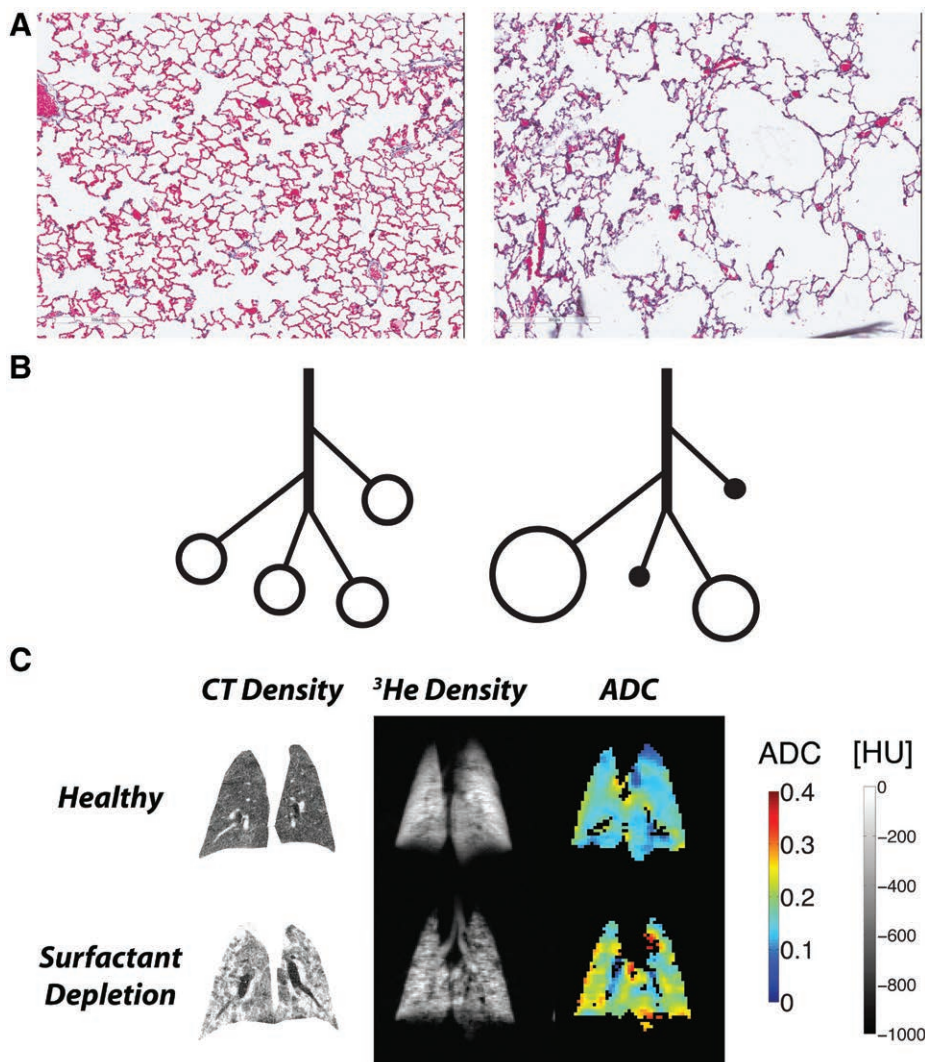 A
B
C
CT Density
³He Density
ADC
Healthy
Surfactant
Depletion
ADC
0.4
0.3
0.2
0.1
0
[HU]
0
-200
-400
-600
-800
-1000